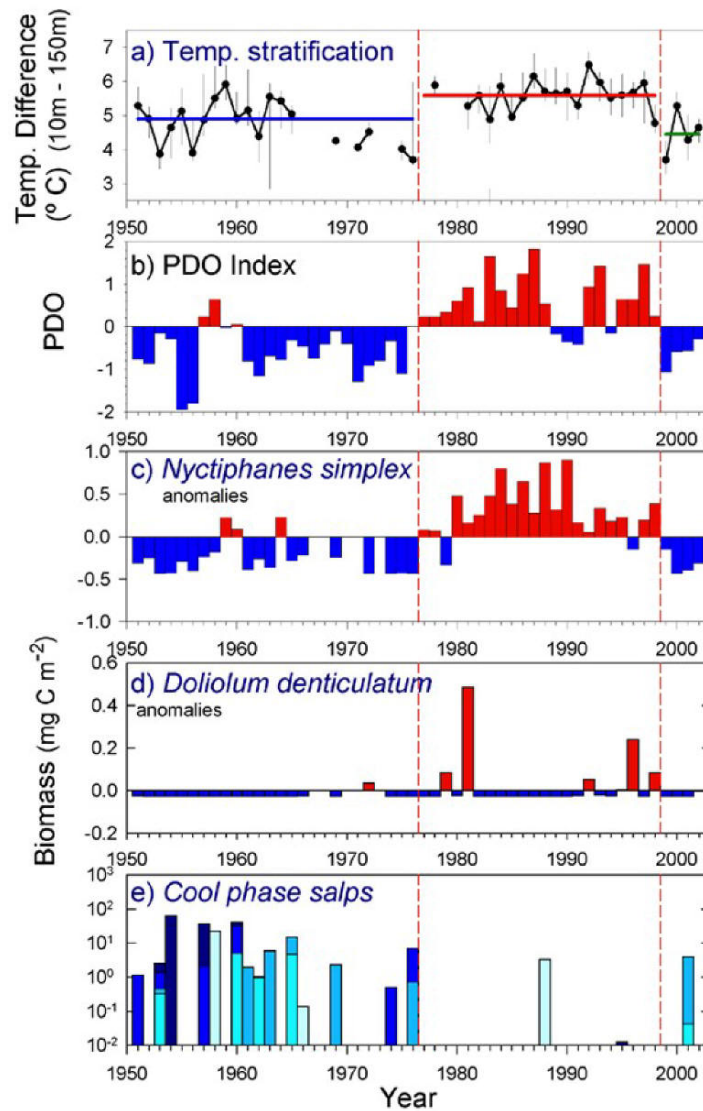 a) Temp. stratification
Temp. Difference
(º C) (10m - 150m)
7
6
5
4
3
1950 1960 1970 1980 1990 2000
b) PDO Index
PDO
2
1
0
-1
-2
1950 1960 1970 1980 1990 2000
c) Nyctiphanes simplex
anomalies
1.0
0.5
0.0
-0.5
-1.0
1950 1960 1970 1980 1990 2000
Biomass (mg C m⁻²)
d) Doliolum denticulatum
anomalies
0.6
0.4
0.2
0.0
-0.2
1950 1960 1970 1980 1990 2000
e) Cool phase salps
10³
10²
10¹
10⁰
10⁻¹
10⁻²
1950 1960 1970 1980 1990 2000
Year